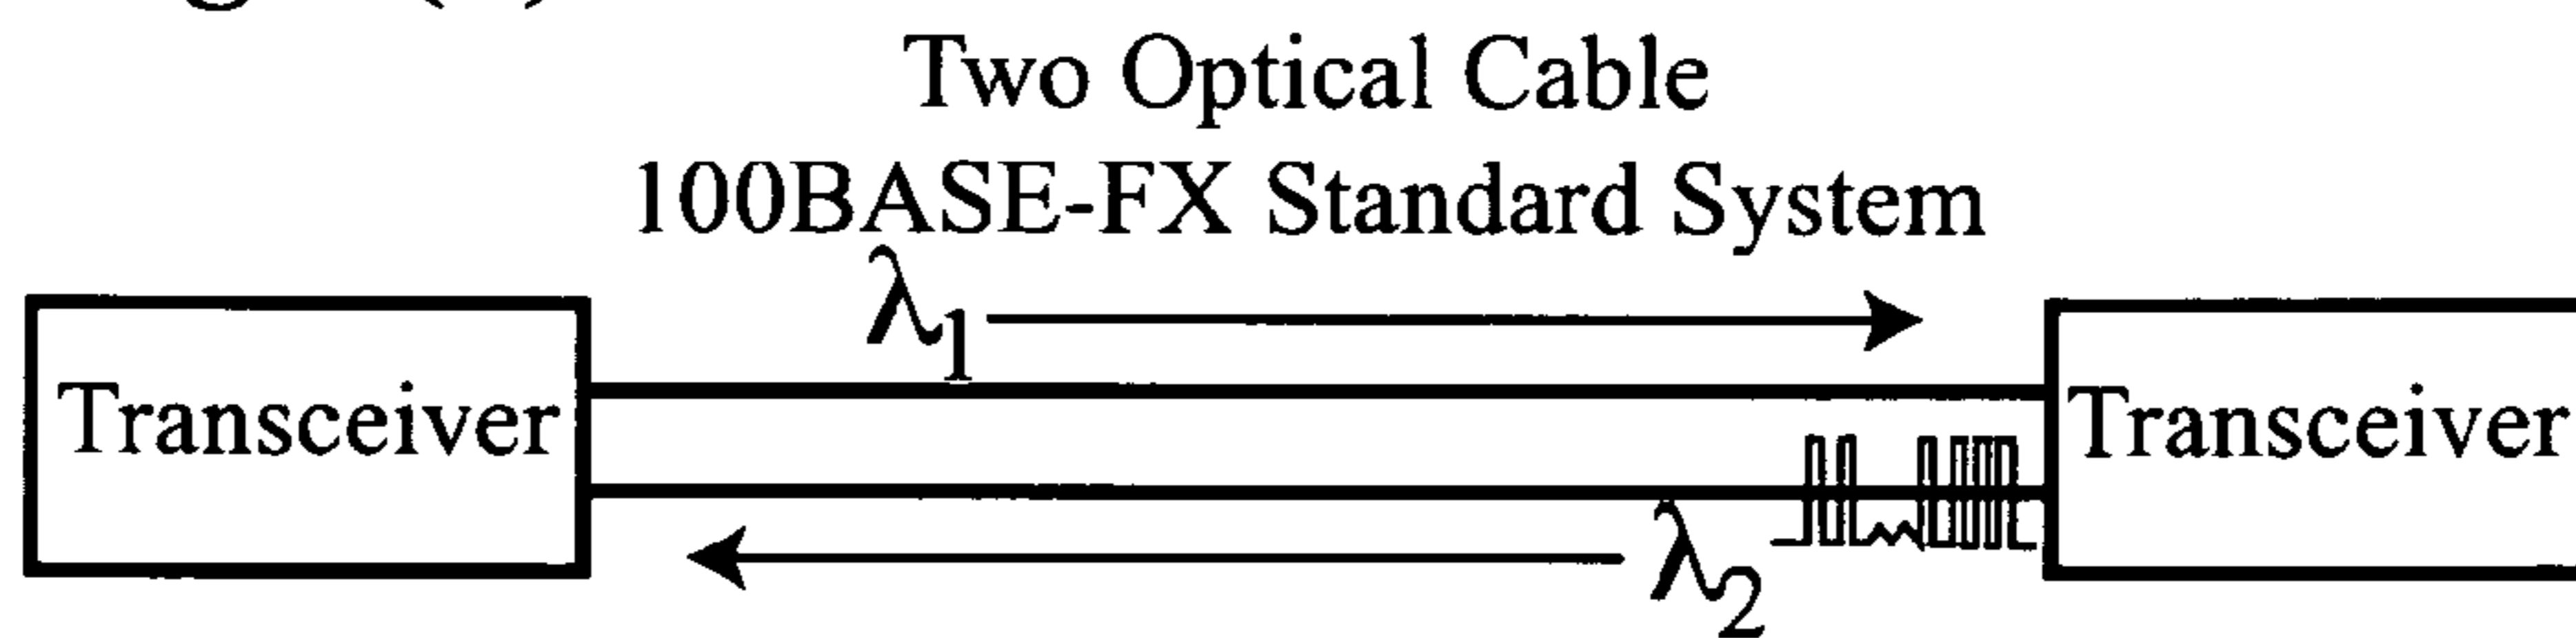 Two Optical Cable
100BASE-FX Standard System
λ1
Transceiver
Transceiver
λ2